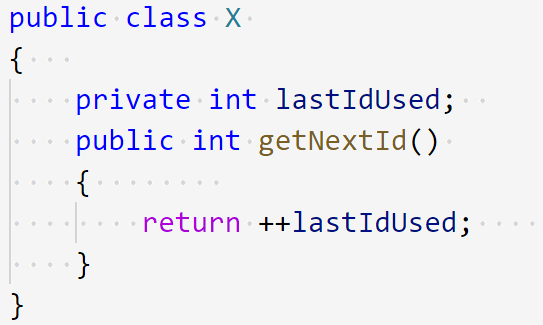 public class X
{
    private int lastIdUsed;
    public int getNextId()
    {
        return ++lastIdUsed;
    }
}